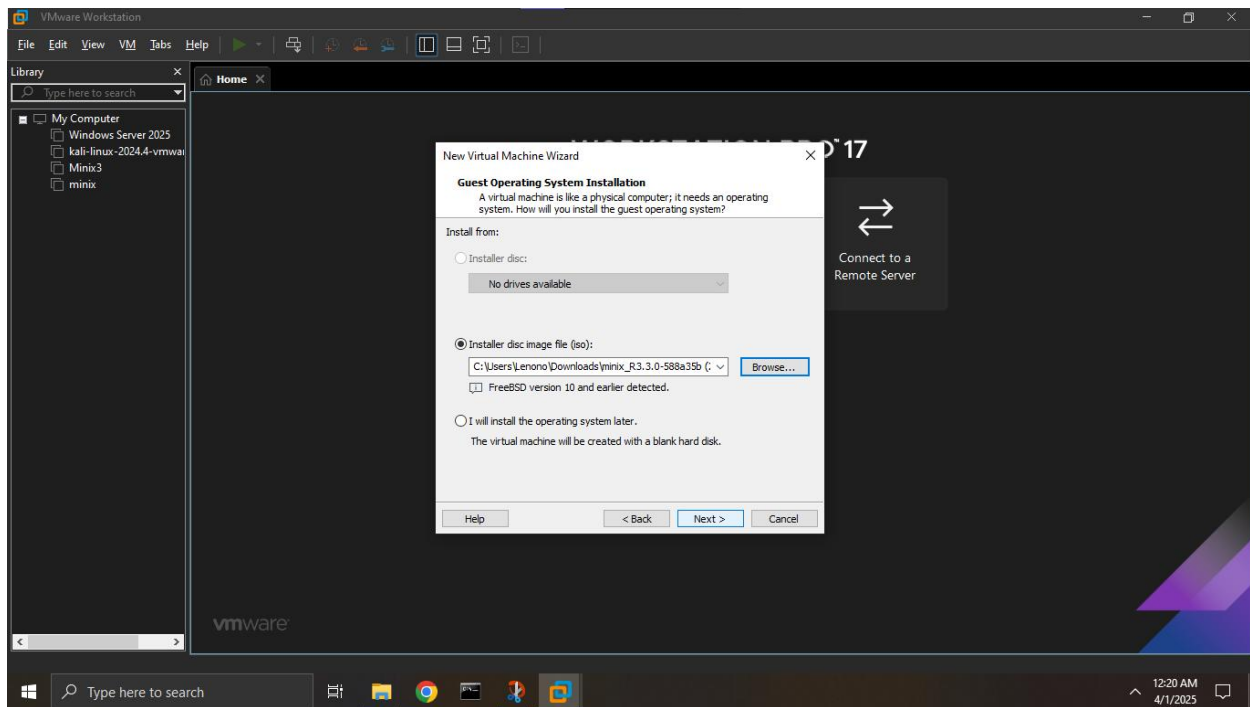 VMware Workstation
File Edit View VM Tabs Help
Library
Type here to search
Home
My Computer
Windows Server 2025
kali-linux-2024.4-vmwar
Minix3
minix
WORKSTATION PRO™ 17
Connect to a
Remote Server
New Virtual Machine Wizard
Guest Operating System Installation
A virtual machine is like a physical computer; it needs an operating
system. How will you install the guest operating system?
Install from:
Installer disc:
No drives available
Installer disc image file (iso):
C:\Users\Lenono\Downloads\minix_R3.3.0-588a35b (
Browse...
FreeBSD version 10 and earlier detected.
I will install the operating system later.
The virtual machine will be created with a blank hard disk.
Help < Back Next > Cancel
vmware
Type here to search
12:20 AM
4/1/2025